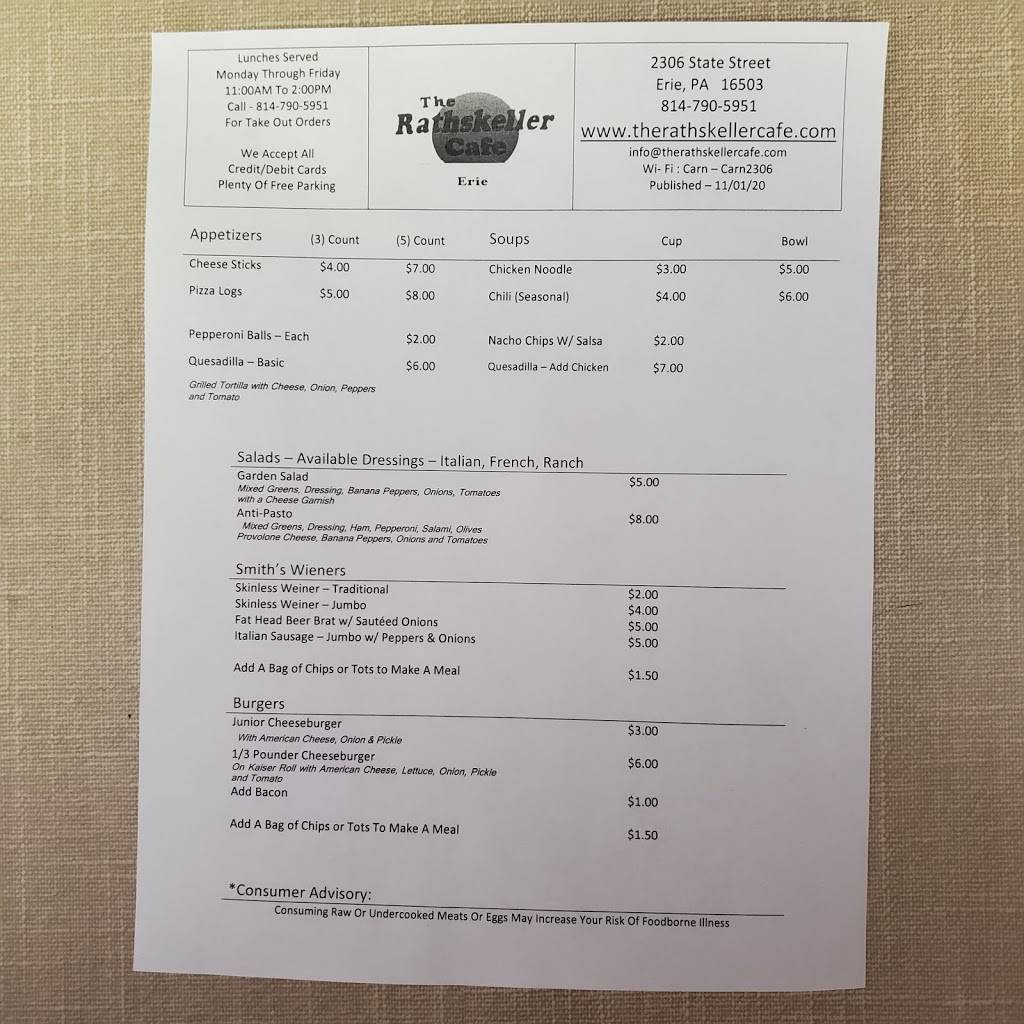 Lunches Served
Monday Through Friday
11:00AM To 2:00PM
Call - 814-790-5951
For Take Out Orders
We Accept All
Credit/Debit Cards
Plenty Of Free Parking
The
Rathskeller
Cafe
Erie
2306 State Street
Erie, PA 16503
814-790-5951
www.therathskellercafe.com
info@therathskellercafe.com
Wi- Fi : Carn – Carn2306
Published – 11/01/20
Appetizers (3) Count (5) Count Soups Cup Bowl
Cheese Sticks $4.00 $7.00 Chicken Noodle $3.00 $5.00
Pizza Logs $5.00 $8.00 Chili (Seasonal) $4.00 $6.00
Pepperoni Balls – Each $2.00 Nacho Chips W/ Salsa $2.00
Quesadilla – Basic $6.00 Quesadilla – Add Chicken $7.00
Grilled Tortilla with Cheese, Onion, Peppers
and Tomato
Salads – Available Dressings – Italian, French, Ranch
Garden Salad $5.00
Mixed Greens, Dressing, Banana Peppers, Onions, Tomatoes
with a Cheese Garnish
Anti-Pasto $8.00
Mixed Greens, Dressing, Ham, Pepperoni, Salami, Olives
Provolone Cheese, Banana Peppers, Onions and Tomatoes
Smith's Wieners
Skinless Weiner – Traditional $2.00
Skinless Weiner – Jumbo $4.00
Fat Head Beer Brat w/ Sautéed Onions $5.00
Italian Sausage – Jumbo w/ Peppers & Onions $5.00
Add A Bag of Chips or Tots to Make A Meal $1.50
Burgers
Junior Cheeseburger $3.00
With American Cheese, Onion & Pickle
1/3 Pounder Cheeseburger $6.00
On Kaiser Roll with American Cheese, Lettuce, Onion, Pickle
and Tomato
Add Bacon $1.00
Add A Bag of Chips or Tots To Make A Meal $1.50
*Consumer Advisory:
Consuming Raw Or Undercooked Meats Or Eggs May Increase Your Risk Of Foodborne Illness